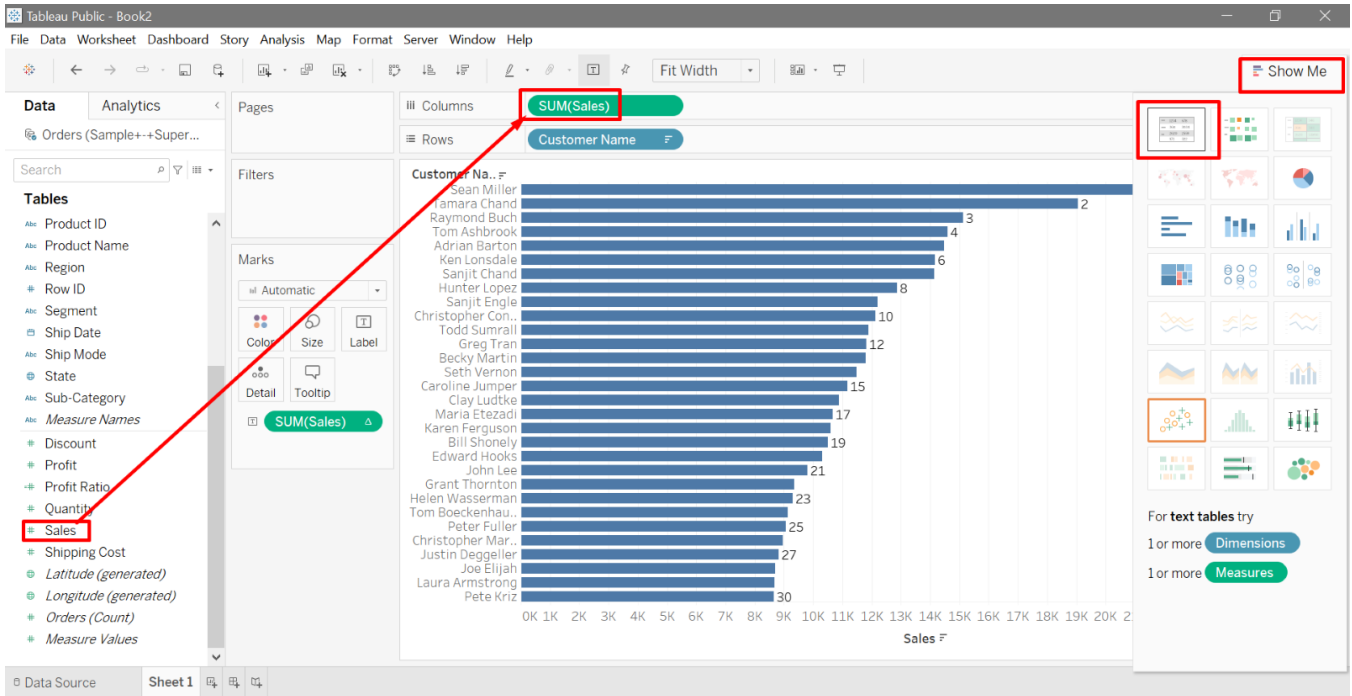 Tableau Public - Book2
File Data Worksheet Dashboard Story Analysis Map Format Server Window Help
Fit Width
Show Me
Data Analytics
Orders (Sample+-+Super...
Search
Tables
Abc Product ID
Abc Product Name
Abc Region
# Row ID
Abc Segment
Ship Date
Abc Ship Mode
State
Abc Sub-Category
Abc Measure Names
# Discount
# Profit
=# Profit Ratio
# Quantity
# Sales
# Shipping Cost
Latitude (generated)
Longitude (generated)
# Orders (Count)
# Measure Values
Pages
Filters
Marks
Automatic
Color Size Label
Detail Tooltip
SUM(Sales) Δ
Columns SUM(Sales)
Rows Customer Name
Customer Na..
Sean Miller
Tamara Chand 2
Raymond Buch 3
Tom Ashbrook 4
Adrian Barton
Ken Lonsdale 6
Sanjit Chand
Hunter Lopez 8
Sanjit Engle
Christopher Con.. 10
Todd Sumrall
Greg Tran 12
Becky Martin
Seth Vernon
Caroline Jumper 15
Clay Ludtke
Maria Etezadi 17
Karen Ferguson
Bill Shonely 19
Edward Hooks
John Lee 21
Grant Thornton
Helen Wasserman 23
Tom Boeckenhau..
Peter Fuller 25
Christopher Mar..
Justin Deggeller 27
Joe Elijah
Laura Armstrong
Pete Kriz 30
0K 1K 2K 3K 4K 5K 6K 7K 8K 9K 10K 11K 12K 13K 14K 15K 16K 17K 18K 19K 20K 2
Sales
For text tables try
1 or more Dimensions
1 or more Measures
Data Source Sheet 1